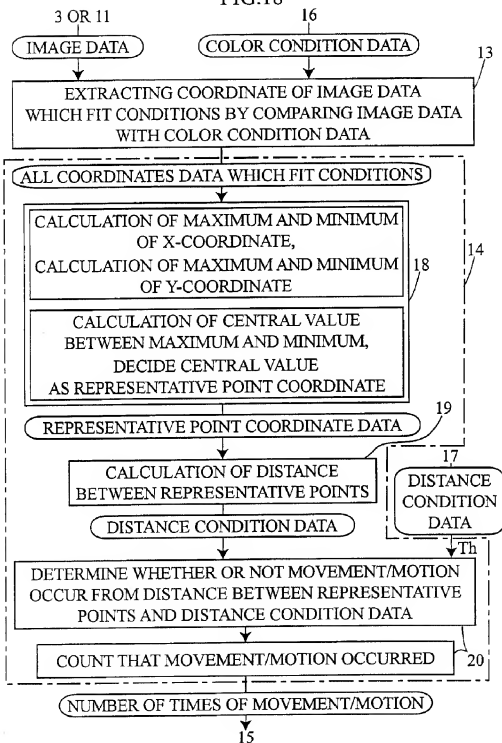 FIG.18
3 OR 11
16
IMAGE DATA
COLOR CONDITION DATA
13
EXTRACTING COORDINATE OF IMAGE DATA
WHICH FIT CONDITIONS BY COMPARING IMAGE DATA
WITH COLOR CONDITION DATA
ALL COORDINATES DATA WHICH FIT CONDITIONS
14
CALCULATION OF MAXIMUM AND MINIMUM
OF X-COORDINATE,
CALCULATION OF MAXIMUM AND MINIMUM
OF Y-COORDINATE
18
CALCULATION OF CENTRAL VALUE
BETWEEN MAXIMUM AND MINIMUM,
DECIDE CENTRAL VALUE
AS REPRESENTATIVE POINT COORDINATE
REPRESENTATIVE POINT COORDINATE DATA
19
CALCULATION OF DISTANCE
BETWEEN REPRESENTATIVE POINTS
17
DISTANCE
CONDITION
DATA
DISTANCE CONDITION DATA
Th
DETERMINE WHETHER OR NOT MOVEMENT/MOTION
OCCUR FROM DISTANCE BETWEEN REPRESENTATIVE
POINTS AND DISTANCE CONDITION DATA
COUNT THAT MOVEMENT/MOTION OCCURRED
20
NUMBER OF TIMES OF MOVEMENT/MOTION
15